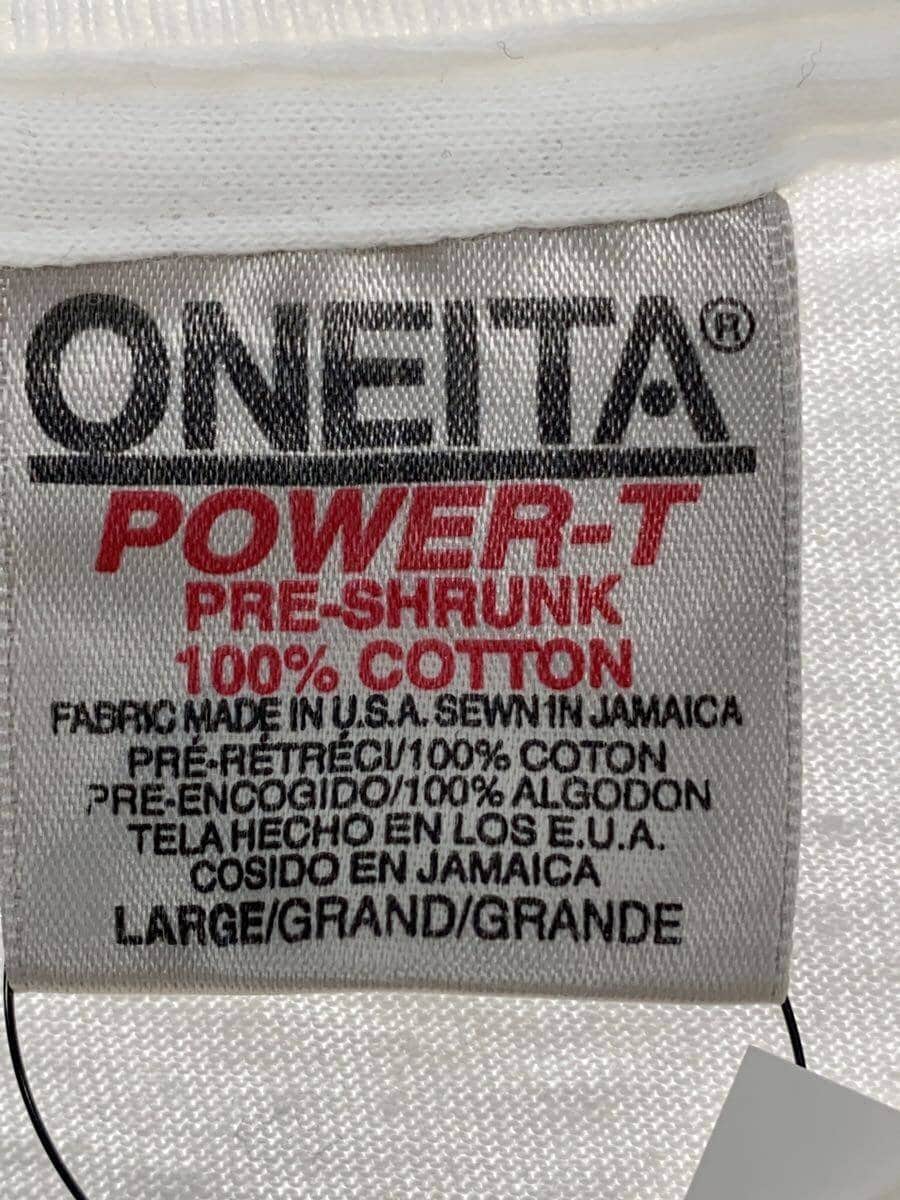 ONEITA®
POWER-T
PRE-SHRUNK
100% COTTON
FABRIC MADE IN U.S.A. SEWN IN JAMAICA
PRÉ-RÉTRÉCI/100% COTON
PRE-ENCOGIDO/100% ALGODON
TELA HECHO EN LOS E.U.A.
COSIDO EN JAMAICA
LARGE/GRAND/GRANDE